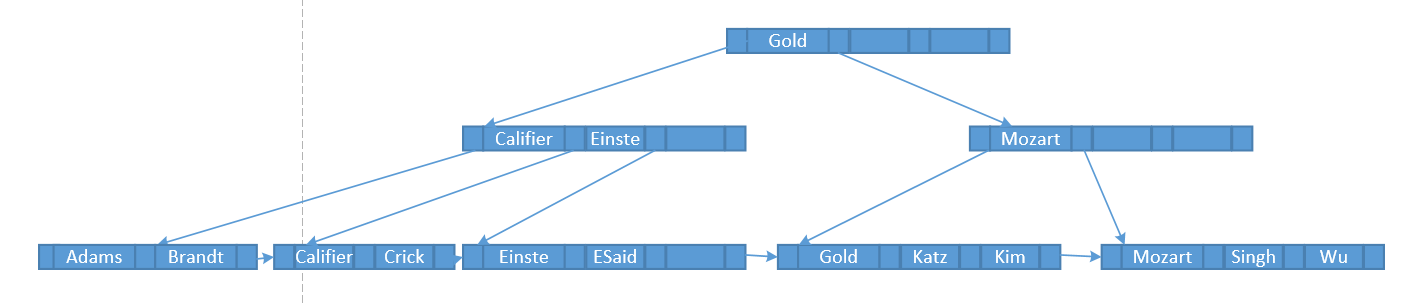 Gold
Califier Einste Mozart
Adams Brandt Califier Crick Einste ESaid Gold Katz Kim Mozart Singh Wu